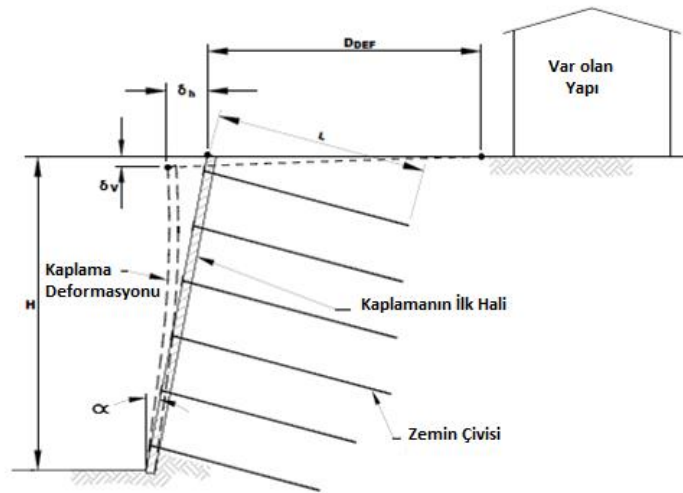 DDEF
Var olan
Yapı
δh
L
δv
Kaplama
Deformasyonu
H
Kaplamanın İlk Hali
α
Zemin Çivisi